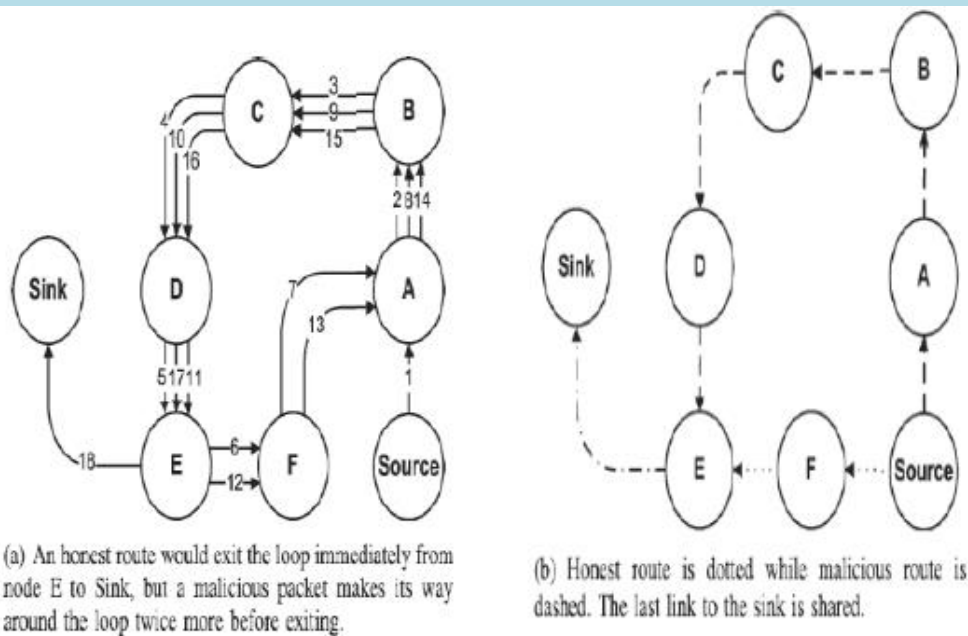 C
B
3
9
15
4
10
16
2 8 14
Sink
D
A
7
13
5 17 11
1
18
E
6
12
F
Source
(a) An honest route would exit the loop immediately from
node E to Sink, but a malicious packet makes its way
around the loop twice more before exiting.
C
B
Sink
D
A
E
F
Source
(b) Honest route is dotted while malicious route is
dashed. The last link to the sink is shared.